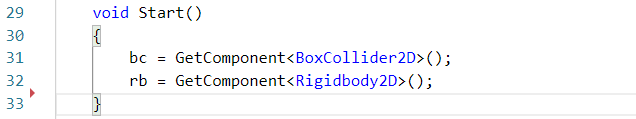 29 void Start()
30 {
31 bc = GetComponent<BoxCollider2D>();
32 rb = GetComponent<Rigidbody2D>();
33 }